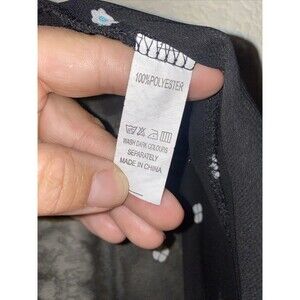 100%POLYESTER
WASH DARK COLOURS
SEPARATELY
MADE IN CHINA